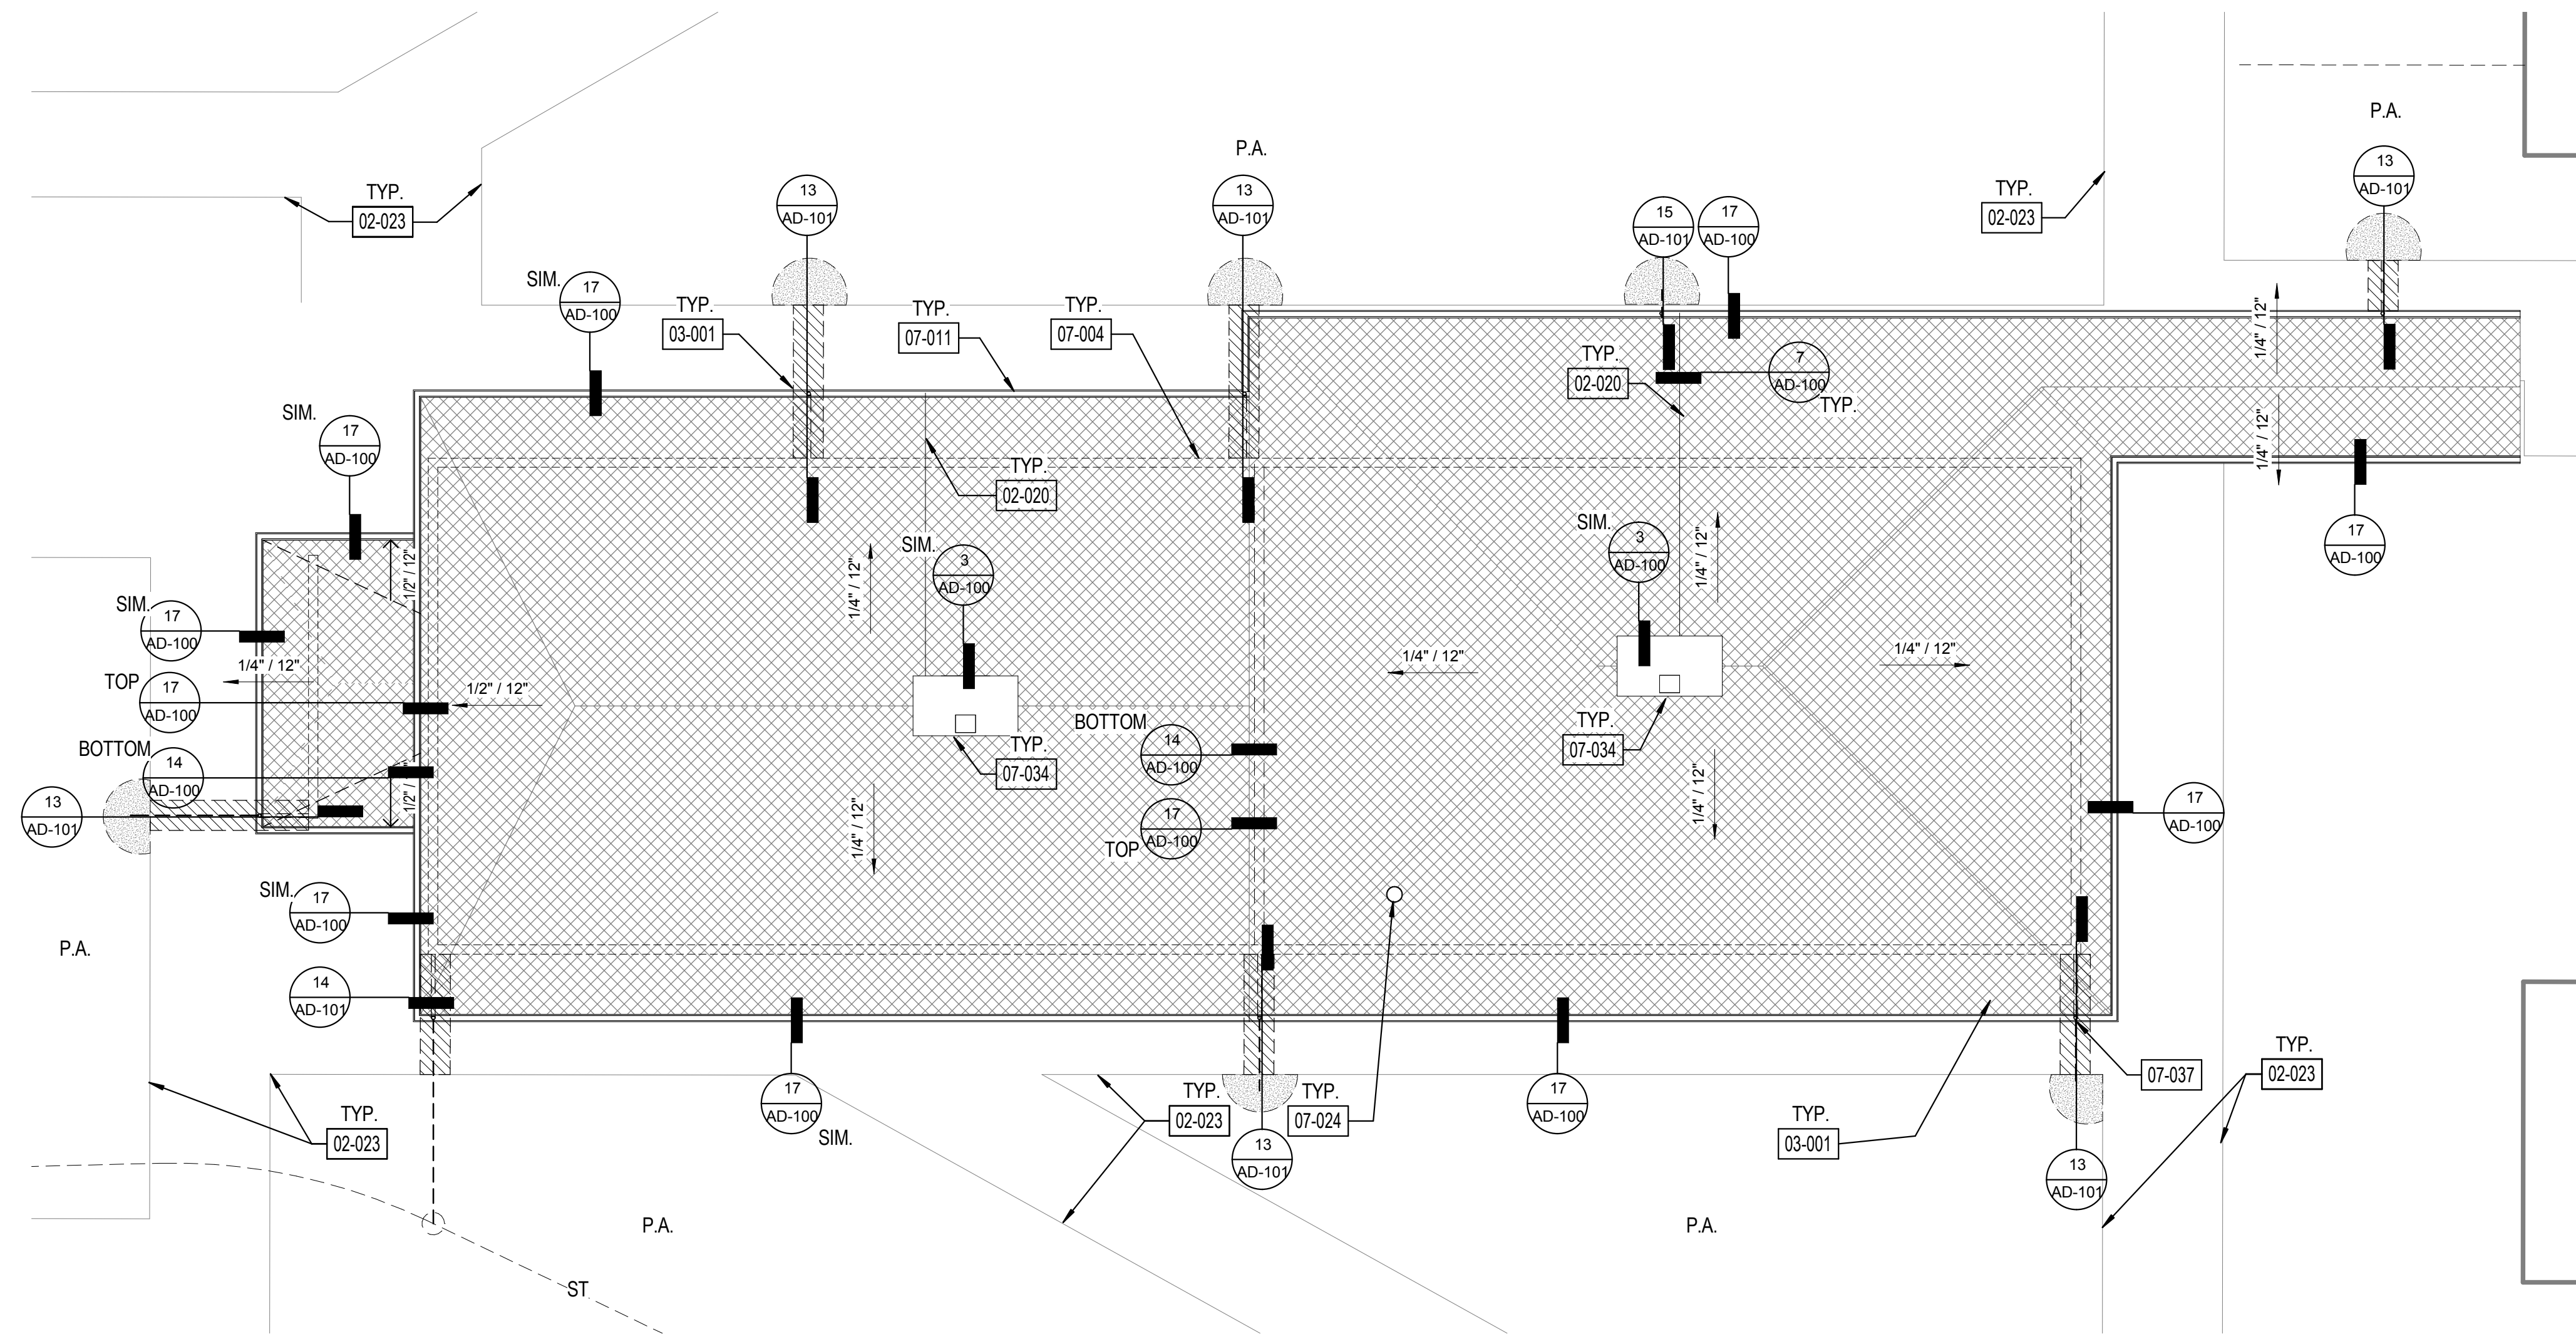 P.A.
P.A.
13
AD-101
TYP.
02-023
13
AD-101
13
AD-101
15
AD-101
17
AD-100
TYP.
02-023
SIM.
17
AD-100
TYP.
03-001
TYP.
07-011
TYP.
07-004
TYP.
02-020
7
AD-100
TYP.
1/4" / 12"
1/4" / 12"
SIM.
17
AD-100
TYP.
02-020
17
AD-100
SIM.
3
AD-100
SIM.
3
AD-100
1/4" / 12"
1/4" / 12"
1/2" / 12"
SIM.
17
AD-100
1/4" / 12"
TOP
17
AD-100
1/2" / 12"
1/4" / 12"
1/4" / 12"
BOTTOM
14
AD-100
TYP.
07-034
BOTTOM
14
AD-100
TYP.
07-034
1/2" /
13
AD-101
1/4" / 12"
17
AD-100
TOP
1/4" / 12"
17
AD-100
SIM.
17
AD-100
P.A.
14
AD-101
TYP.
02-023
17
AD-100
SIM.
TYP.
02-023
TYP.
07-024
13
AD-101
17
AD-100
TYP.
03-001
07-037
TYP.
02-023
13
AD-101
P.A.
P.A.
ST.